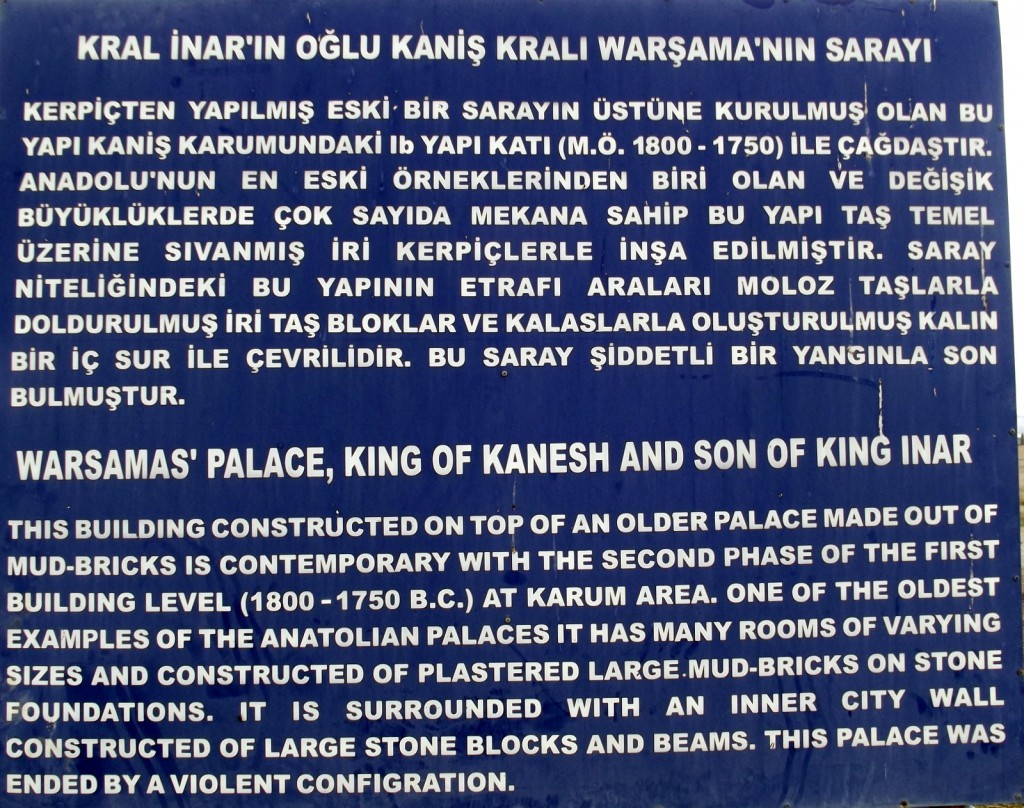 KRAL İNAR'IN OĞLU KANİŞ KRALI WARŞAMA'NIN SARAYI
KERPİÇTEN YAPILMIŞ ESKİ BİR SARAYIN ÜSTÜNE KURULMUŞ OLAN BU
YAPI KANİŞ KARUMUNDAKİ Ib YAPI KATI (M.Ö. 1800 - 1750) İLE ÇAĞDAŞTIR.
ANADOLU'NUN EN ESKİ ÖRNEKLERİNDEN BİRİ OLAN VE DEĞİŞİK
BÜYÜKLÜKLERDE ÇOK SAYIDA MEKANA SAHİP BU YAPI TAŞ TEMEL
ÜZERİNE SIVANMIŞ İRİ KERPİÇLERLE İNŞA EDİLMİŞTİR. SARAY
NİTELİĞİNDEKİ BU YAPININ ETRAFI ARALARI MOLOZ TAŞLARLA
DOLDURULMUŞ İRİ TAŞ BLOKLAR VE KALASLARLA OLUŞTURULMUŞ KALIN
BİR İÇ SUR İLE ÇEVRİLİDİR. BU SARAY ŞİDDETLİ BİR YANGINLA SON
BULMUŞTUR.
WARSAMAS' PALACE, KING OF KANESH AND SON OF KING INAR
THIS BUILDING CONSTRUCTED ON TOP OF AN OLDER PALACE MADE OUT OF
MUD-BRICKS IS CONTEMPORARY WITH THE SECOND PHASE OF THE FIRST
BUILDING LEVEL (1800 - 1750 B.C.) AT KARUM AREA. ONE OF THE OLDEST
EXAMPLES OF THE ANATOLIAN PALACES IT HAS MANY ROOMS OF VARYING
SIZES AND CONSTRUCTED OF PLASTERED LARGE MUD-BRICKS ON STONE
FOUNDATIONS. IT IS SURROUNDED WITH AN INNER CITY WALL
CONSTRUCTED OF LARGE STONE BLOCKS AND BEAMS. THIS PALACE WAS
ENDED BY A VIOLENT CONFIGRATION.